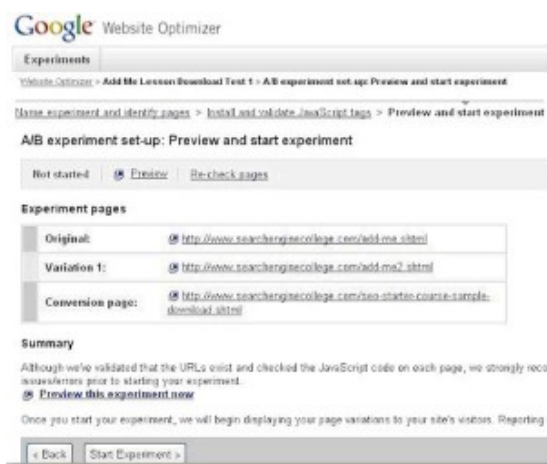 Google Website Optimizer
Experiments
Website Optimizer > Add Me Lesson Download Test 1 > A/B experiment set-up: Preview and start experiment
Name experiment and identify pages > Install and validate JavaScript tags > Preview and start experiment
A/B experiment set-up: Preview and start experiment
Not started Preview Re-check pages
Experiment pages
Original: http://www.searchenginecollege.com/add-me.shtml
Variation 1: http://www.searchenginecollege.com/add-me2.shtml
Conversion page: http://www.searchenginecollege.com/seo-starter-course-sample-
download.shtml
Summary
Although we've validated that the URLs exist and checked the JavaScript code on each page, we strongly reco
issues/errors prior to starting your experiment.
Preview this experiment now
Once you start your experiment, we will begin displaying your page variations to your site's visitors. Reporting
« Back Start Experiment »